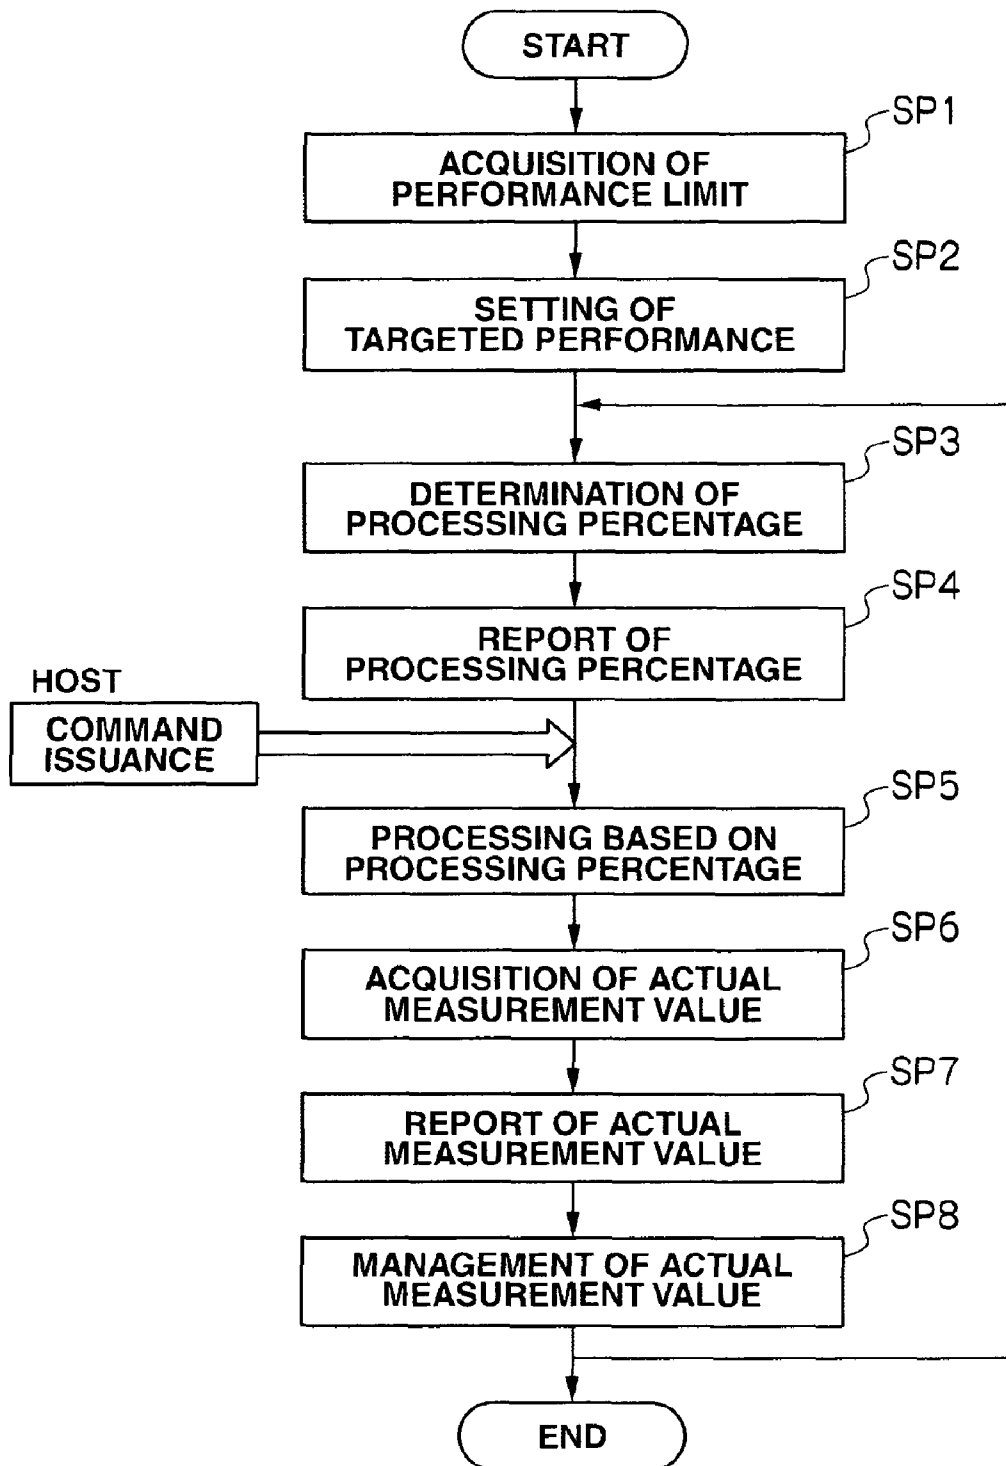 START
SP1
ACQUISITION OF
PERFORMANCE LIMIT
SP2
SETTING OF
TARGETED PERFORMANCE
SP3
DETERMINATION OF
PROCESSING PERCENTAGE
SP4
REPORT OF
PROCESSING PERCENTAGE
HOST
COMMAND
ISSUANCE
SP5
PROCESSING BASED ON
PROCESSING PERCENTAGE
SP6
ACQUISITION OF ACTUAL
MEASUREMENT VALUE
SP7
REPORT OF ACTUAL
MEASUREMENT VALUE
SP8
MANAGEMENT OF ACTUAL
MEASUREMENT VALUE
END